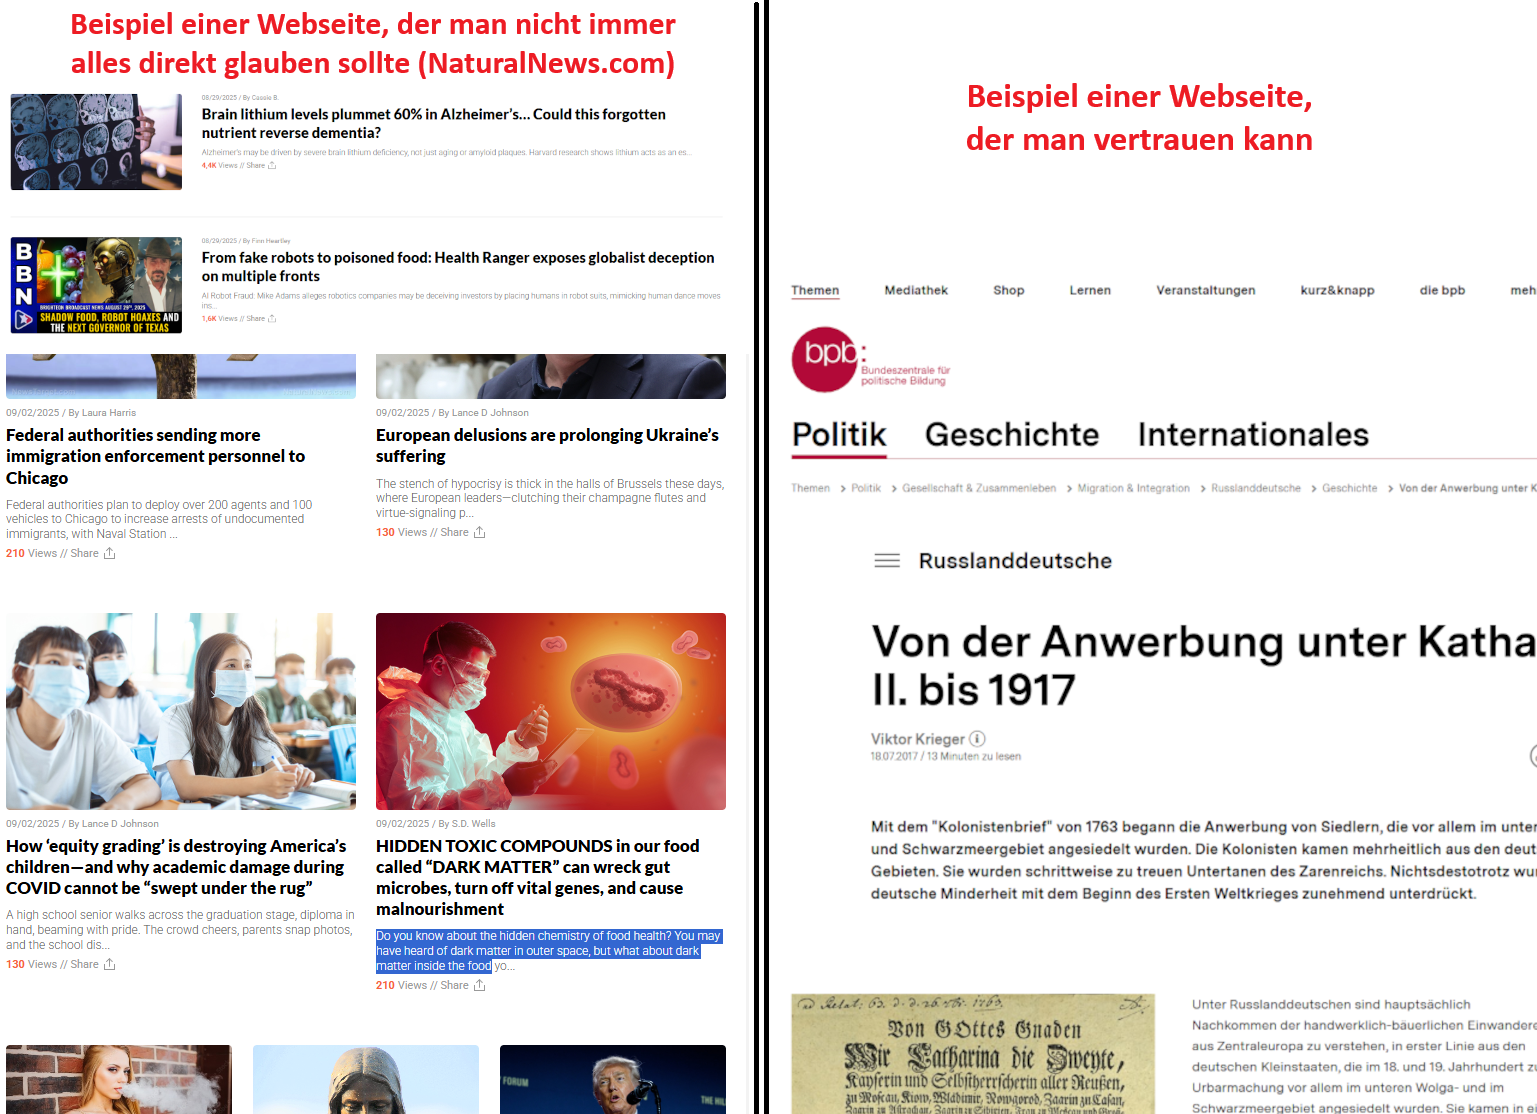 Beispiel einer Webseite, der man nicht immer
alles direkt glauben sollte (NaturalNews.com)
08/29/2025 / By Cassie B.
Brain lithium levels plummet 60% in Alzheimer's... Could this forgotten
nutrient reverse dementia?
Alzheimer's may be driven by severe brain lithium deficiency, not just aging or amyloid plaques. Harvard research shows lithium acts as an es...
4,4K Views // Share
BBN
BRIGHTEON BROADCAST NEWS AUGUST 29TH, 2025
SHADOW FOOD, ROBOT HOAXES AND
THE NEXT GOVERNOR OF TEXAS
08/29/2025 / By Finn Heartley
From fake robots to poisoned food: Health Ranger exposes globalist deception
on multiple fronts
AI Robot Fraud: Mike Adams alleges robotics companies may be deceiving investors by placing humans in robot suits, mimicking human dance moves
ins...
1,6K Views // Share
09/02/2025 / By Laura Harris
Federal authorities sending more
immigration enforcement personnel to
Chicago
Federal authorities plan to deploy over 200 agents and 100
vehicles to Chicago to increase arrests of undocumented
immigrants, with Naval Station ...
210 Views // Share
09/02/2025 / By Lance D Johnson
European delusions are prolonging Ukraine's
suffering
The stench of hypocrisy is thick in the halls of Brussels these days,
where European leaders—clutching their champagne flutes and
virtue-signaling p...
130 Views // Share
09/02/2025 / By Lance D Johnson
How 'equity grading' is destroying America's
children—and why academic damage during
COVID cannot be "swept under the rug"
A high school senior walks across the graduation stage, diploma in
hand, beaming with pride. The crowd cheers, parents snap photos,
and the school dis...
130 Views // Share
09/02/2025 / By S.D. Wells
HIDDEN TOXIC COMPOUNDS in our food
called "DARK MATTER" can wreck gut
microbes, turn off vital genes, and cause
malnourishment
Do you know about the hidden chemistry of food health? You may
have heard of dark matter in outer space, but what about dark
matter inside the food yo...
210 Views // Share
FORUM
THE HIL
Beispiel einer Webseite,
der man vertrauen kann
Themen Mediathek Shop Lernen Veranstaltungen kurz&knapp die bpb meh
bpb:
Bundeszentrale für
politische Bildung
Politik Geschichte Internationales
Themen > Politik > Gesellschaft & Zusammenleben > Migration & Integration > Russlanddeutsche > Geschichte > Von der Anwerbung unter K
Russlanddeutsche
Von der Anwerbung unter Katha
II. bis 1917
Viktor Krieger
18.07.2017 / 13 Minuten zu lesen
Mit dem "Kolonistenbrief" von 1763 begann die Anwerbung von Siedlern, die vor allem im unter
und Schwarzmeergebiet angesiedelt wurden. Die Kolonisten kamen mehrheitlich aus den deut
Gebieten. Sie wurden schrittweise zu treuen Untertanen des Zarenreichs. Nichtsdestotrotz wur
deutsche Minderheit mit dem Beginn des Ersten Weltkrieges zunehmend unterdrückt.
Von GOttes Gnaden
Wir Catharina die Zweyte,
Kayserin und Selbstherrscherin aller Reußen,
zu Moscau, Kiow, Wladimir, Nowgorod, Zaarin zu Casan,
Unter Russlanddeutschen sind hauptsächlich
Nachkommen der handwerklich-bäuerlichen Einwandere
aus Zentraleuropa zu verstehen, in erster Linie aus den
deutschen Kleinstaaten, die im 18. und 19. Jahrhundert zu
Urbarmachung vor allem im unteren Wolga- und im
Schwarzmeergebiet angesiedelt wurden. Sie kamen in ei